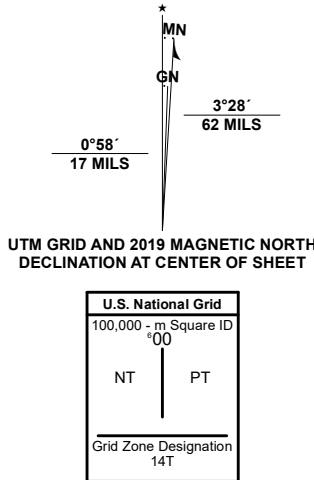 ★
MN
GN
3°28´
62 MILS
0°58´
17 MILS
UTM GRID AND 2019 MAGNETIC NORTH
DECLINATION AT CENTER OF SHEET
U.S. National Grid
100,000 - m Square ID
⁶00
NT PT
Grid Zone Designation
14T